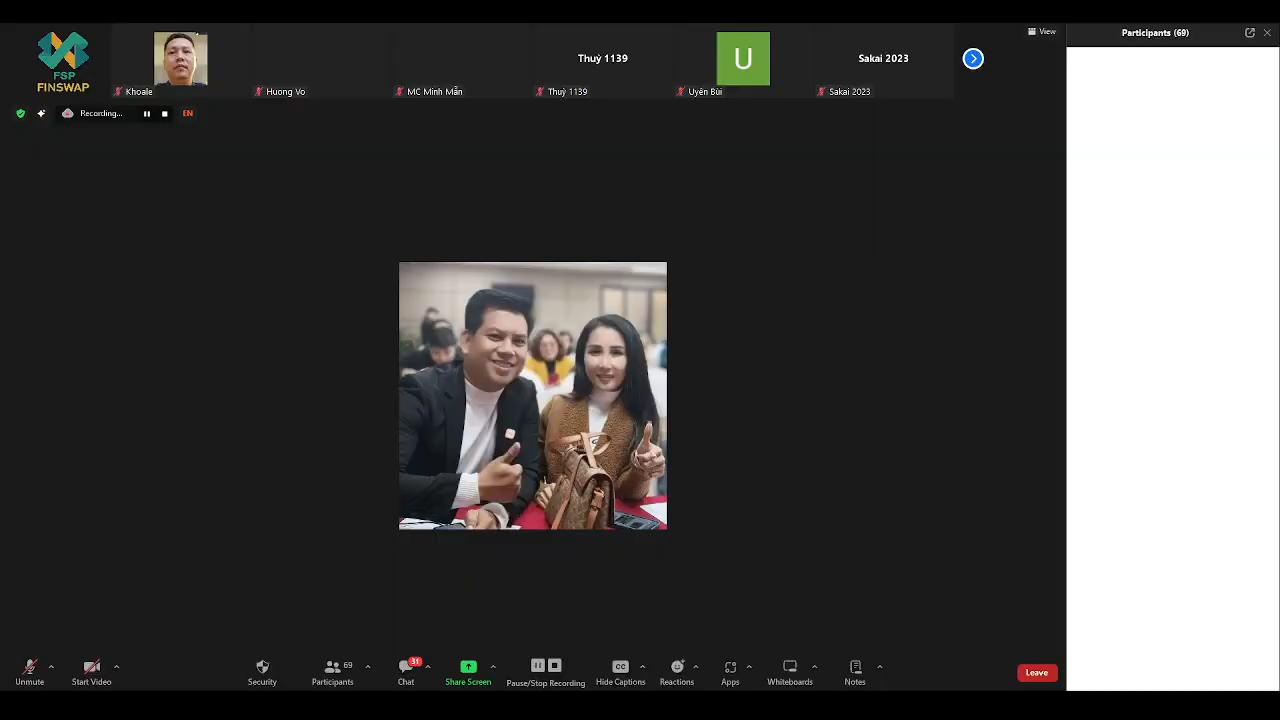 FSP
FINSWAP
Khoale
Huong Vo
MC Minh Mẫn
Thuỷ 1139
Thuỷ 1139
U
Uyên Bùi
Sakai 2023
Sakai 2023
View
Participants (69)
Recording...
EN
Unmute
Start Video
Security
69
Participants
31
Chat
Share Screen
Pause/Stop Recording
CC
Hide Captions
Reactions
Apps
Whiteboards
Notes
Leave